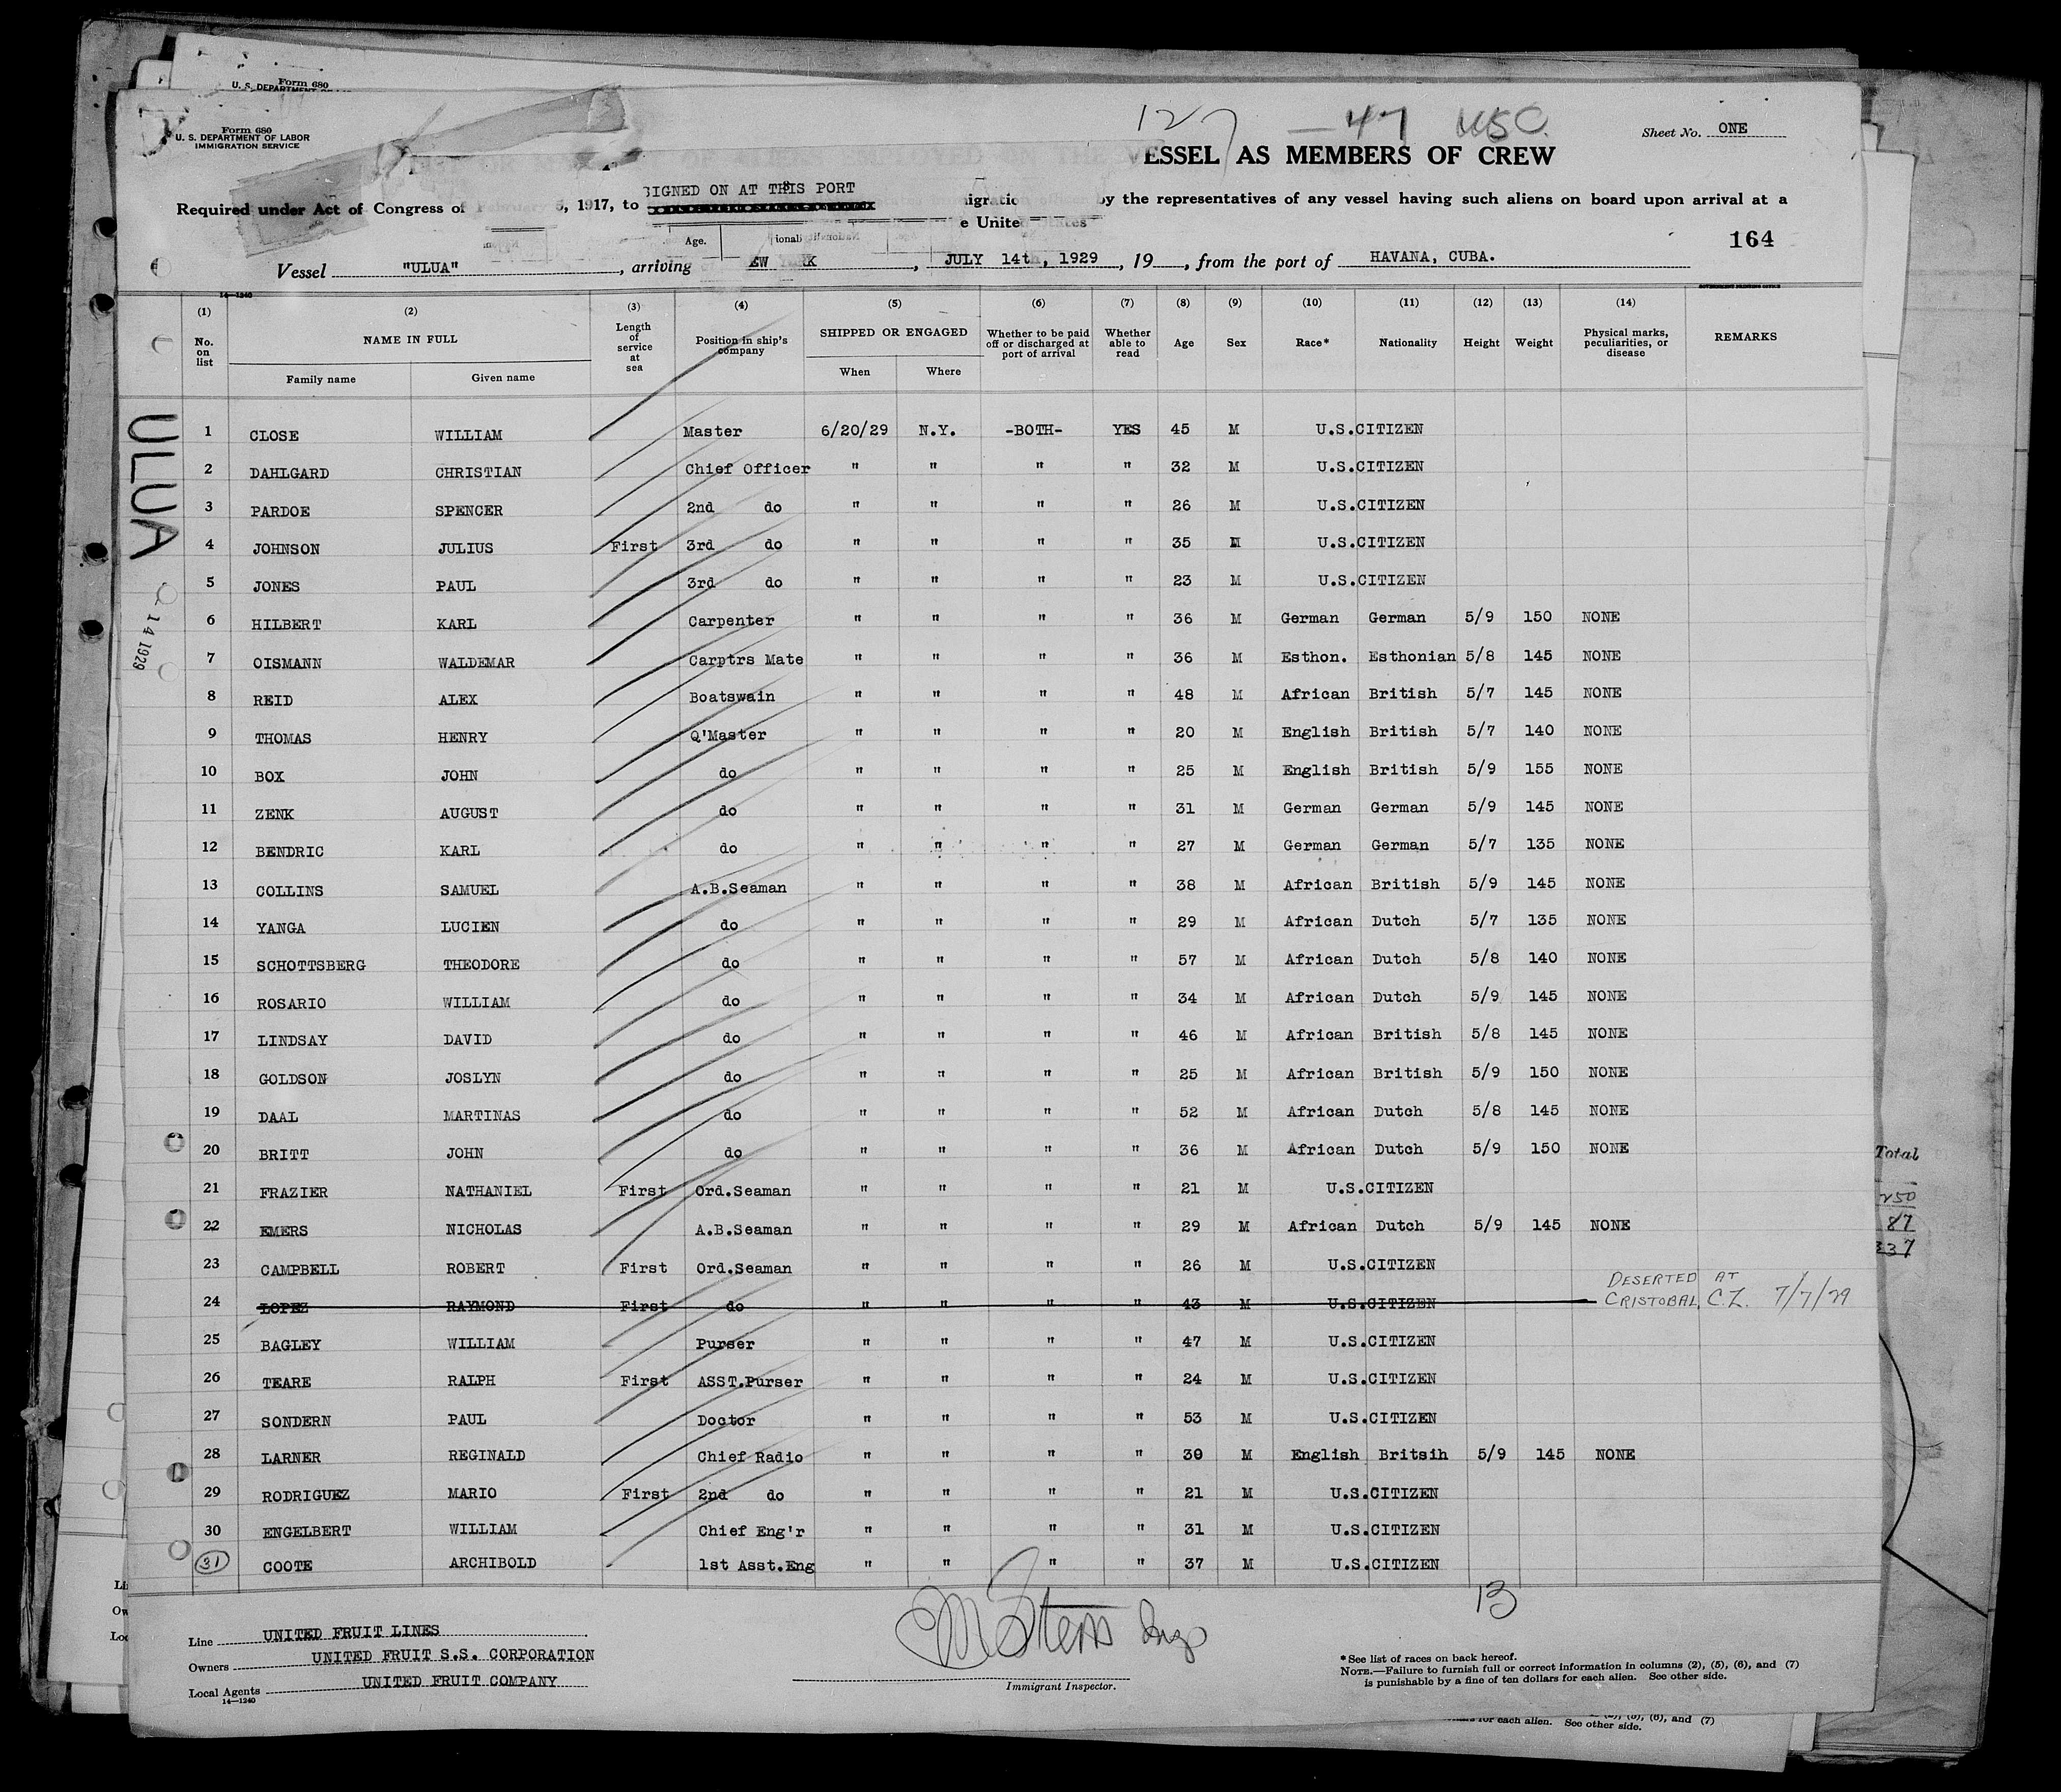 Form 680
U. S. DEPARTMENT OF
Form 680
U. S. DEPARTMENT OF LABOR
IMMIGRATION SERVICE
127 — 47 USC.
Sheet No. ONE
VESSEL AS MEMBERS OF CREW
SIGNED ON AT THIS PORT
Required under Act of Congress of February 5, 1917, to by the representatives of any vessel having such aliens on board upon arrival at a
e United States
164
Age.
Vessel "ULUA", arriving EW YORK, JULY 14th, 1929, 19, from the port of HAVANA, CUBA.
14—1240
(1) (2) (3) (4) (5) (6) (7) (8) (9) (10) (11) (12) (13) (14)
No. on list NAME IN FULL Length of service at sea Position in ship's company SHIPPED OR ENGAGED Whether to be paid off or discharged at port of arrival Whether able to read Age Sex Race* Nationality Height Weight Physical marks, peculiarities, or disease REMARKS
Family name Given name When Where
ULUA
14 1929
1 CLOSE WILLIAM Master 6/20/29 N.Y. -BOTH- YES 45 M U.S.CITIZEN
2 DAHLGARD CHRISTIAN Chief Officer " " " " 32 M U.S.CITIZEN
3 PARDOE SPENCER 2nd do " " " " 26 M U.S.CITIZEN
4 JOHNSON JULIUS First 3rd do " " " " 35 M U.S.CITIZEN
5 JONES PAUL 3rd do " " " " 23 M U.S.CITIZEN
6 HILBERT KARL Carpenter " " " " 36 M German German 5/9 150 NONE
7 OISMANN WALDEMAR Carptrs Mate " " " " 36 M Esthon. Esthonian 5/8 145 NONE
8 REID ALEX Boatswain " " " " 48 M African British 5/7 145 NONE
9 THOMAS HENRY Q'Master " " " " 20 M English British 5/7 140 NONE
10 BOX JOHN do " " " " 25 M English British 5/9 155 NONE
11 ZENK AUGUST do " " " " 31 M German German 5/9 145 NONE
12 BENDRIC KARL do " " " " 27 M German German 5/7 135 NONE
13 COLLINS SAMUEL A.B.Seaman " " " " 38 M African British 5/9 145 NONE
14 YANGA LUCIEN do " " " " 29 M African Dutch 5/7 135 NONE
15 SCHOTTSBERG THEODORE do " " " " 57 M African Dutch 5/8 140 NONE
16 ROSARIO WILLIAM do " " " " 34 M African Dutch 5/9 145 NONE
17 LINDSAY DAVID do " " " " 46 M African British 5/8 145 NONE
18 GOLDSON JOSLYN do " " " " 25 M African British 5/9 150 NONE
19 DAAL MARTINAS do " " " " 52 M African Dutch 5/8 145 NONE
20 BRITT JOHN do " " " " 36 M African Dutch 5/9 150 NONE
21 FRAZIER NATHANIEL First Ord.Seaman " " " " 21 M U.S.CITIZEN
22 EMERS NICHOLAS A.B.Seaman " " " " 29 M African Dutch 5/9 145 NONE
23 CAMPBELL ROBERT First Ord.Seaman " " " " 26 M U.S.CITIZEN
24 LOPEZ RAYMOND First do " " " " 43 M U.S.CITIZEN DESERTED AT CRISTOBAL, C.Z. 7/7/29
25 BAGLEY WILLIAM Purser " " " " 47 M U.S.CITIZEN
26 TEARE RALPH First ASST.Purser " " " " 24 M U.S.CITIZEN
27 SONDERN PAUL Doctor " " " " 53 M U.S.CITIZEN
28 LARNER REGINALD Chief Radio " " " " 30 M English Britsih 5/9 145 NONE
29 RODRIGUEZ MARIO First 2nd do " " " " 21 M U.S.CITIZEN
30 ENGELBERT WILLIAM Chief Eng'r " " " " 31 M U.S.CITIZEN
31 COOTE ARCHIBOLD 1st Asst.Eng " " " " 37 M U.S.CITIZEN
Total
250
87
337
13
Line UNITED FRUIT LINES
Owners UNITED FRUIT S.S. CORPORATION
Local Agents UNITED FRUIT COMPANY
14—1240
Immigrant Inspector.
*See list of races on back hereof.
NOTE.—Failure to furnish full or correct information in columns (2), (5), (6), and (7)
is punishable by a fine of ten dollars for each alien. See other side.
for each alien. See other side.